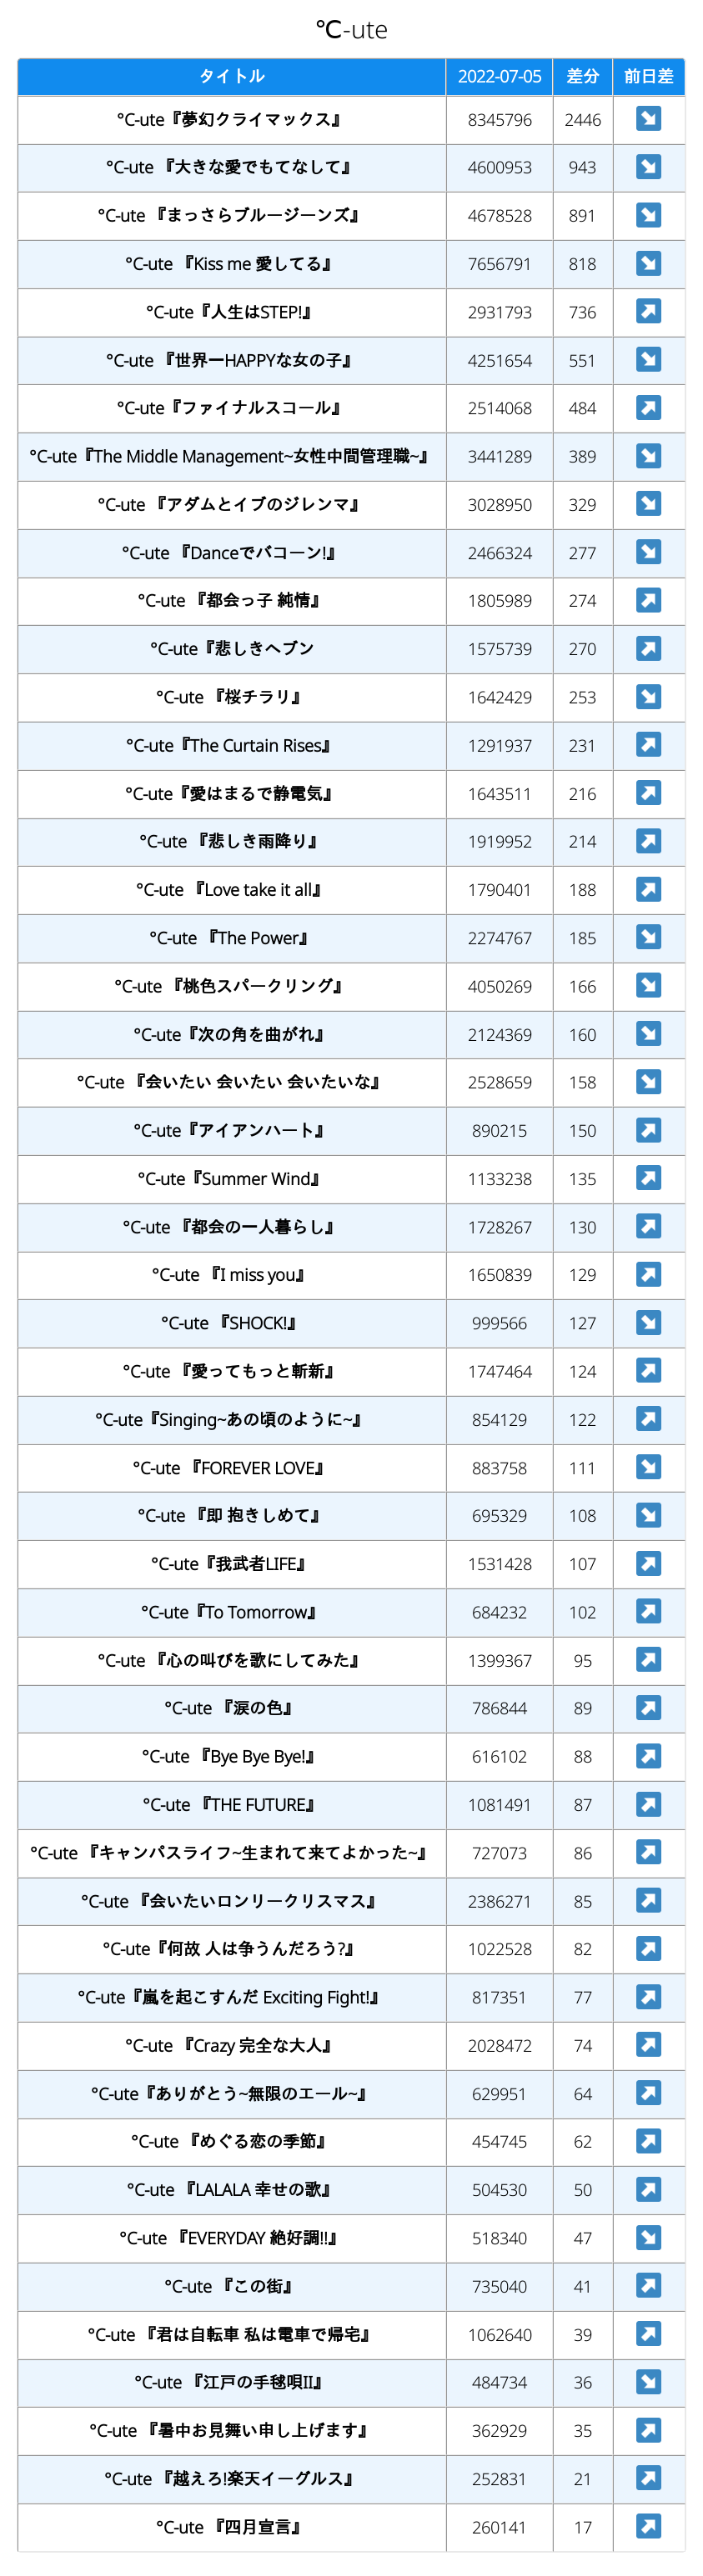 ℃-ute
タイトル 2022-07-05 差分 前日差
℃-ute『夢幻クライマックス』 8345796 2446 ↘
℃-ute 『大きな愛でもてなして』 4600953 943 ↘
℃-ute 『まっさらブルージーンズ』 4678528 891 ↘
℃-ute 『Kiss me 愛してる』 7656791 818 ↘
℃-ute『人生はSTEP!』 2931793 736 ↗
℃-ute 『世界一HAPPYな女の子』 4251654 551 ↘
℃-ute『ファイナルスコール』 2514068 484 ↗
℃-ute『The Middle Management~女性中間管理職~』 3441289 389 ↘
℃-ute 『アダムとイブのジレンマ』 3028950 329 ↘
℃-ute 『Danceでバコーン!』 2466324 277 ↘
℃-ute 『都会っ子 純情』 1805989 274 ↗
℃-ute『悲しきヘブン 1575739 270 ↗
℃-ute 『桜チラリ』 1642429 253 ↘
℃-ute『The Curtain Rises』 1291937 231 ↗
℃-ute『愛はまるで静電気』 1643511 216 ↗
℃-ute 『悲しき雨降り』 1919952 214 ↗
℃-ute 『Love take it all』 1790401 188 ↗
℃-ute 『The Power』 2274767 185 ↘
℃-ute 『桃色スパークリング』 4050269 166 ↘
℃-ute『次の角を曲がれ』 2124369 160 ↘
℃-ute 『会いたい 会いたい 会いたいな』 2528659 158 ↘
℃-ute『アイアンハート』 890215 150 ↗
℃-ute『Summer Wind』 1133238 135 ↗
℃-ute 『都会の一人暮らし』 1728267 130 ↗
℃-ute 『I miss you』 1650839 129 ↗
℃-ute 『SHOCK!』 999566 127 ↘
℃-ute 『愛ってもっと斬新』 1747464 124 ↗
℃-ute『Singing~あの頃のように~』 854129 122 ↗
℃-ute 『FOREVER LOVE』 883758 111 ↘
℃-ute 『即 抱きしめて』 695329 108 ↘
℃-ute『我武者LIFE』 1531428 107 ↗
℃-ute『To Tomorrow』 684232 102 ↗
℃-ute 『心の叫びを歌にしてみた』 1399367 95 ↗
℃-ute 『涙の色』 786844 89 ↗
℃-ute 『Bye Bye Bye!』 616102 88 ↗
℃-ute 『THE FUTURE』 1081491 87 ↗
℃-ute 『キャンパスライフ~生まれて来てよかった~』 727073 86 ↗
℃-ute 『会いたいロンリークリスマス』 2386271 85 ↗
℃-ute『何故 人は争うんだろう?』 1022528 82 ↗
℃-ute『嵐を起こすんだ Exciting Fight!』 817351 77 ↗
℃-ute 『Crazy 完全な大人』 2028472 74 ↗
℃-ute『ありがとう~無限のエール~』 629951 64 ↗
℃-ute 『めぐる恋の季節』 454745 62 ↗
℃-ute 『LALALA 幸せの歌』 504530 50 ↗
℃-ute 『EVERYDAY 絶好調!!』 518340 47 ↘
℃-ute 『この街』 735040 41 ↗
℃-ute 『君は自転車 私は電車で帰宅』 1062640 39 ↗
℃-ute 『江戸の手毬唄II』 484734 36 ↘
℃-ute 『暑中お見舞い申し上げます』 362929 35 ↗
℃-ute 『越えろ!楽天イーグルス』 252831 21 ↗
℃-ute 『四月宣言』 260141 17 ↗